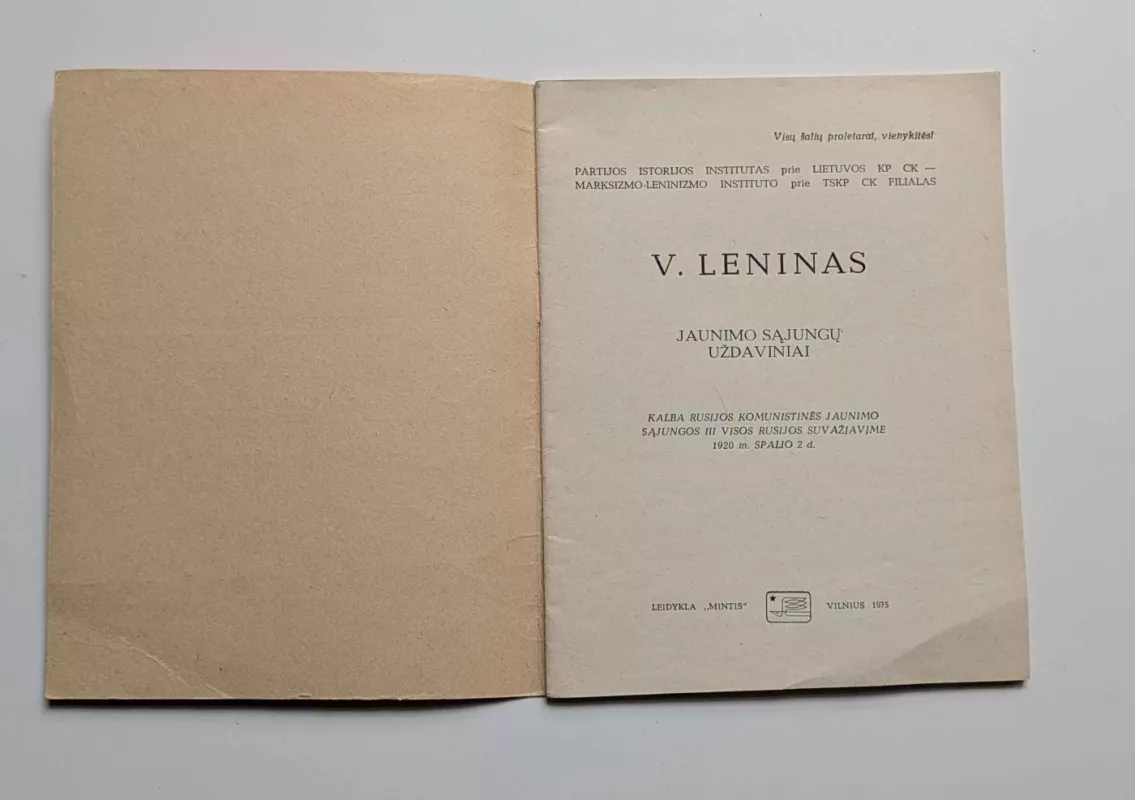 Visų šalių proletarai, vienykitės!
PARTIJOS ISTORIJOS INSTITUTAS prie LIETUVOS KP CK —
MARKSIZMO-LENINIZMO INSTITUTO prie TSKP CK FILIALAS
V. LENINAS
JAUNIMO SĄJUNGŲ
UŽDAVINIAI
KALBA RUSIJOS KOMUNISTINĖS JAUNIMO
SĄJUNGOS III VISOS RUSIJOS SUVAŽIAVIME
1920 m. SPALIO 2 d.
LEIDYKLA „MINTIS“ VILNIUS 1975